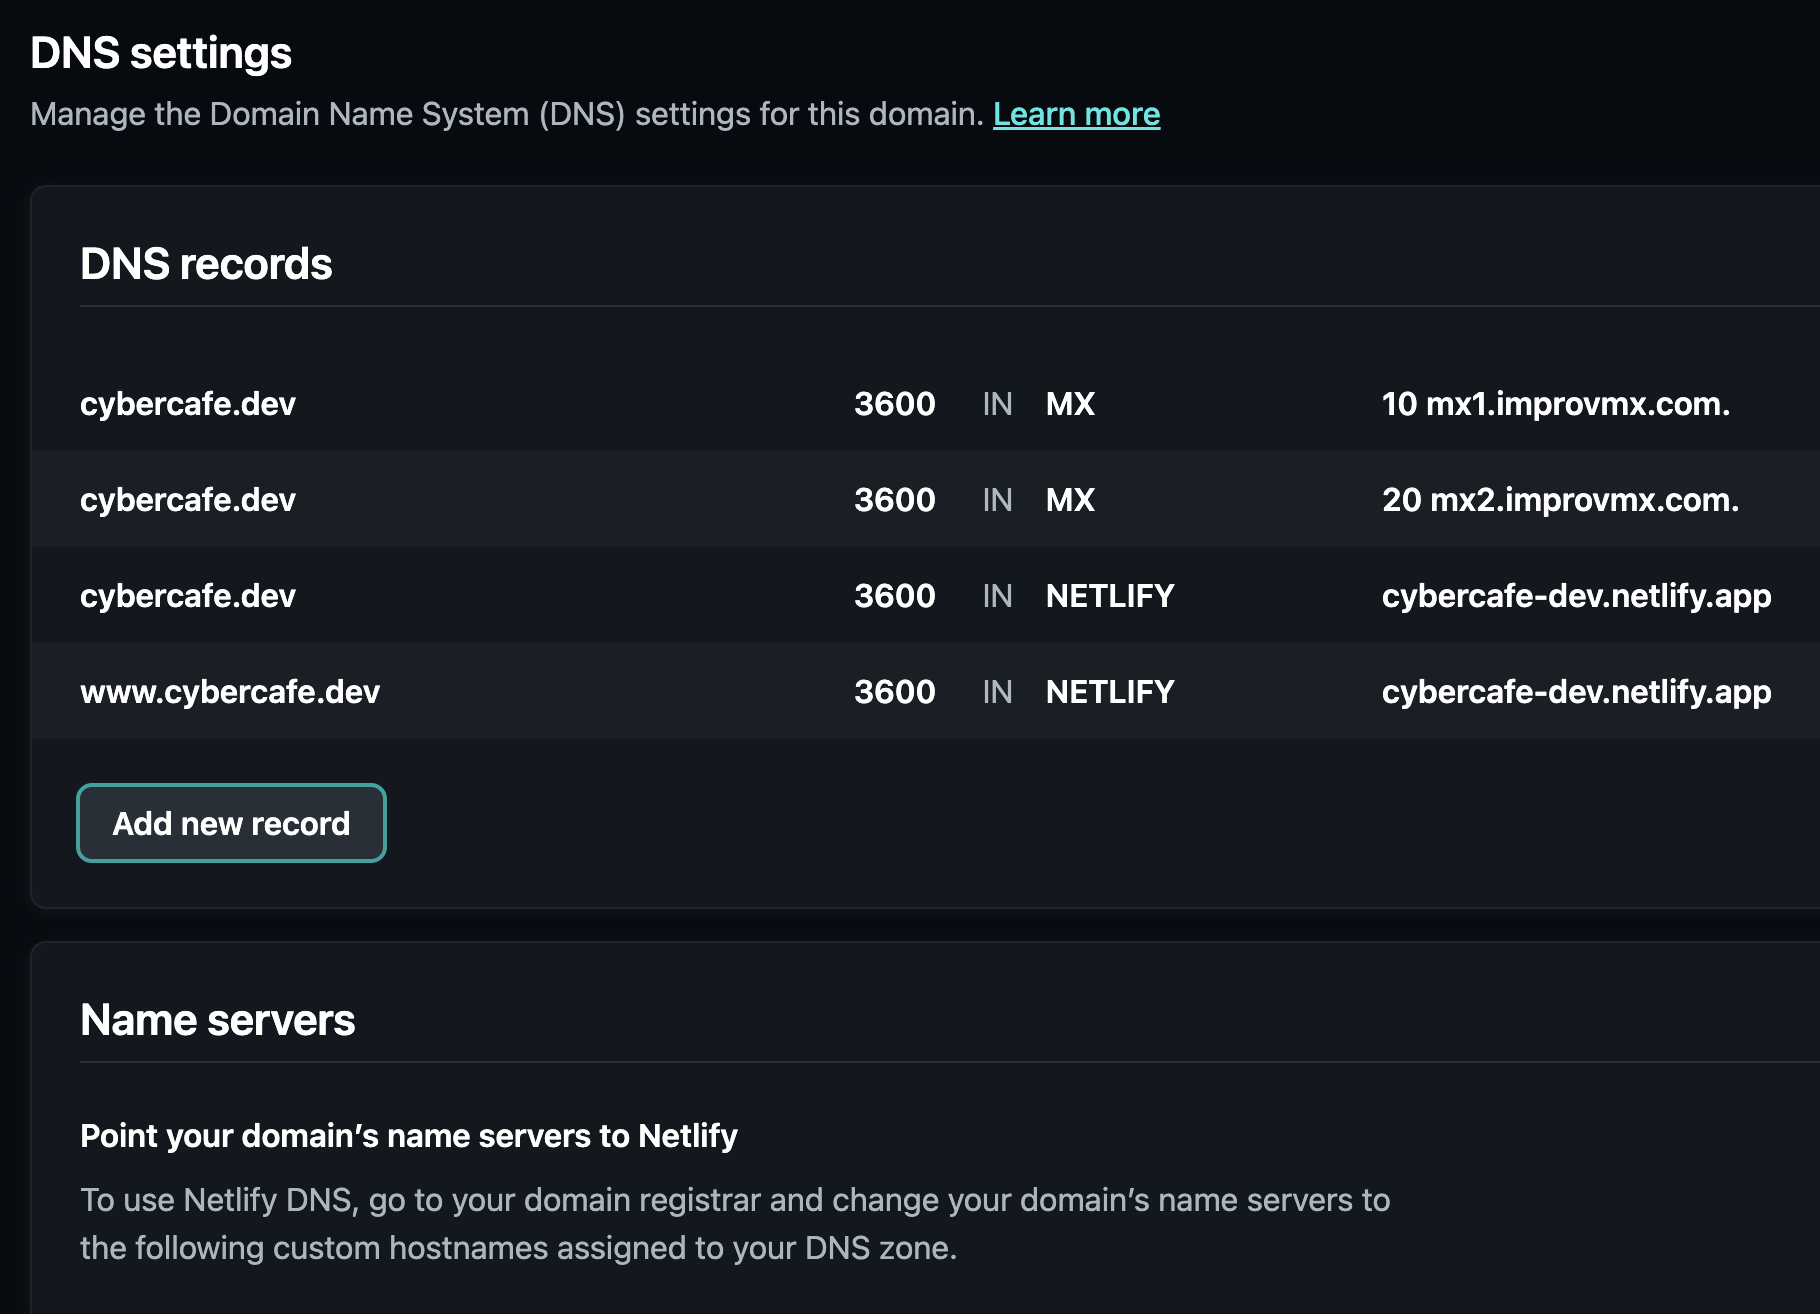 DNS settings
Manage the Domain Name System (DNS) settings for this domain. Learn more
DNS records
cybercafe.dev 3600 IN MX 10 mx1.improvmx.com.
cybercafe.dev 3600 IN MX 20 mx2.improvmx.com.
cybercafe.dev 3600 IN NETLIFY cybercafe-dev.netlify.app
www.cybercafe.dev 3600 IN NETLIFY cybercafe-dev.netlify.app
Add new record
Name servers
Point your domain’s name servers to Netlify
To use Netlify DNS, go to your domain registrar and change your domain’s name servers to
the following custom hostnames assigned to your DNS zone.